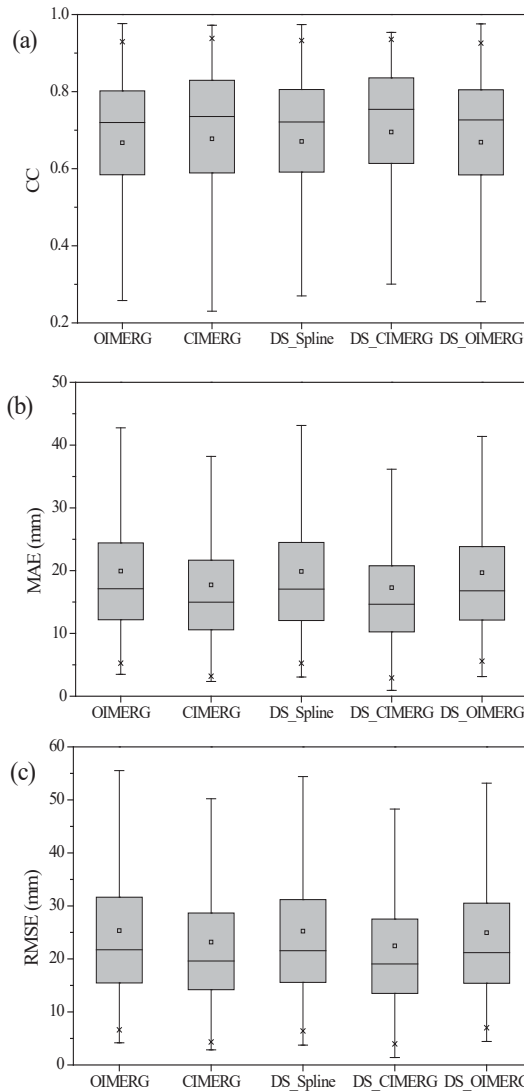 (a)
1.0
0.8
0.6
0.4
0.2
CC
OIMERG CIMERG DS_Spline DS_CIMERG DS_OIMERG
(b)
50
40
30
20
10
0
MAE (mm)
OIMERG CIMERG DS_Spline DS_CIMERG DS_OIMERG
(c)
60
50
40
30
20
10
0
RMSE (mm)
OIMERG CIMERG DS_Spline DS_CIMERG DS_OIMERG